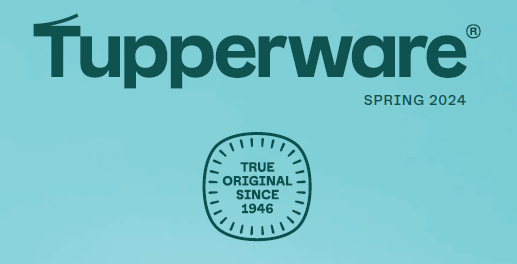 Tupperware®
SPRING 2024
TRUE
ORIGINAL
SINCE
1946